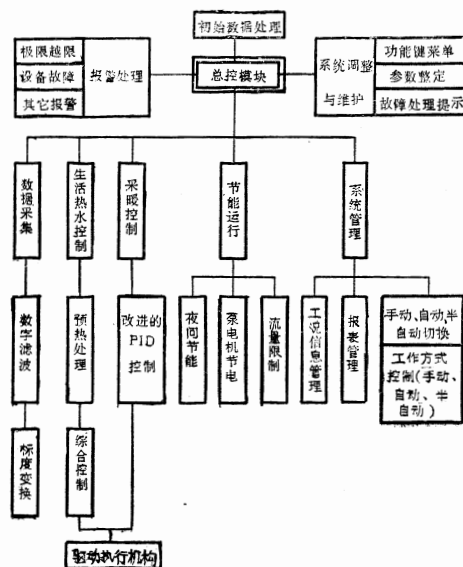 初始数据处理
极限越限
设备故障
其它报警
报警处理
总控模块
系统调整
与维护
功能键菜单
参数整定
故障处理提示
数据采集
生活热水控制
采暖控制
节能运行
系统管理
数字滤波
预热处理
改进的
PID
控制
夜间节能
泵电机节电
流量限制
工况信息管理
报表管理
手动、自动、半
自动切换
工作方式
控制(手动、
自动、半
自动)
标度变换
综合控制
驱动执行机构